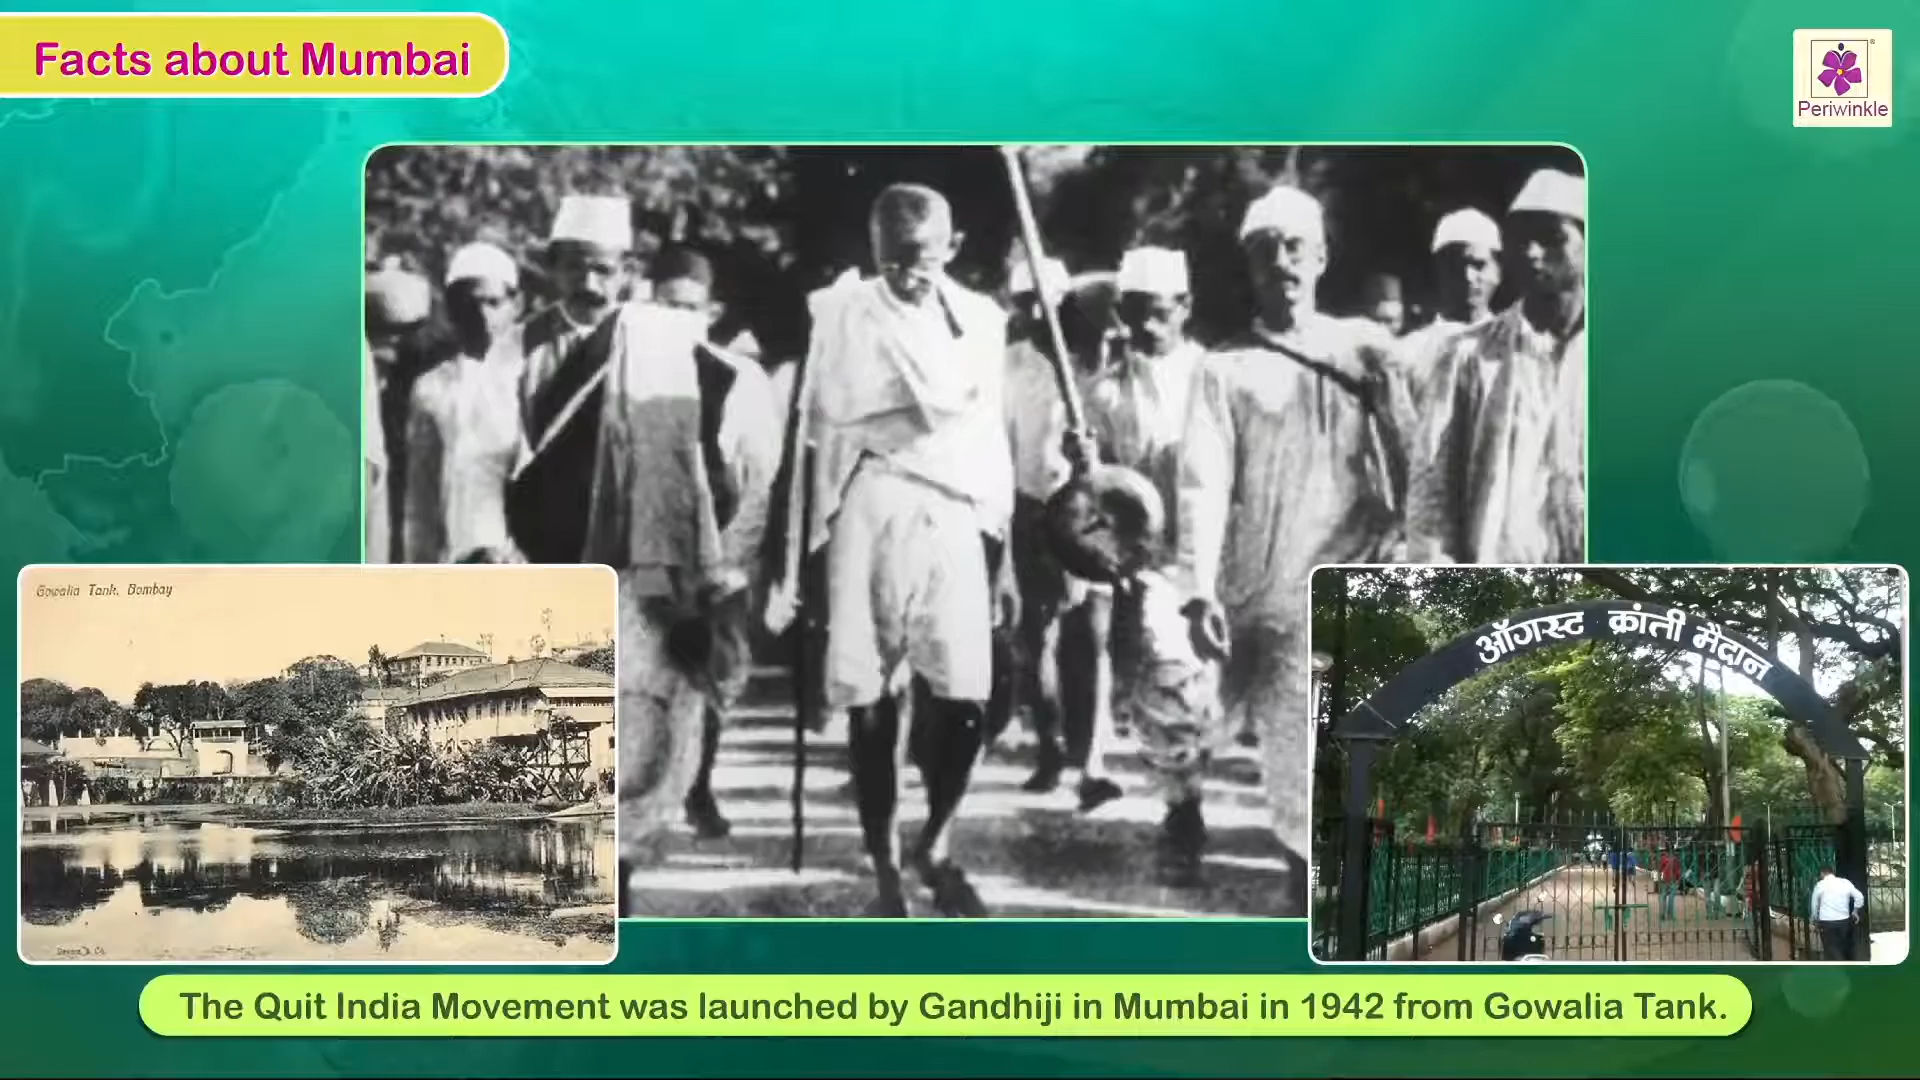 Facts about Mumbai
Periwinkle
Gowalia Tank, Bombay
ऑगस्ट क्रांती मैदान
The Quit India Movement was launched by Gandhiji in Mumbai in 1942 from Gowalia Tank.